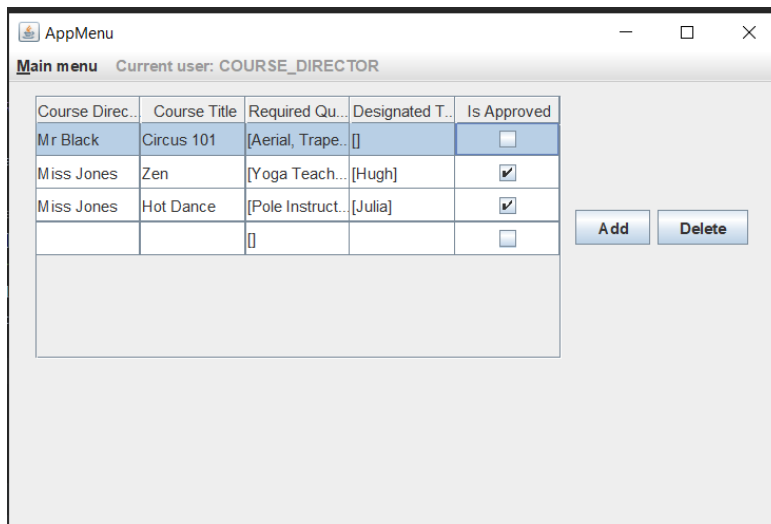 AppMenu
Main menu Current user: COURSE_DIRECTOR
Course Direc... Course Title Required Qu... Designated T... Is Approved
Mr Black Circus 101 [Aerial, Trape... []
Miss Jones Zen [Yoga Teach... [Hugh]
Miss Jones Hot Dance [Pole Instruct... [Julia]
[]
Add Delete